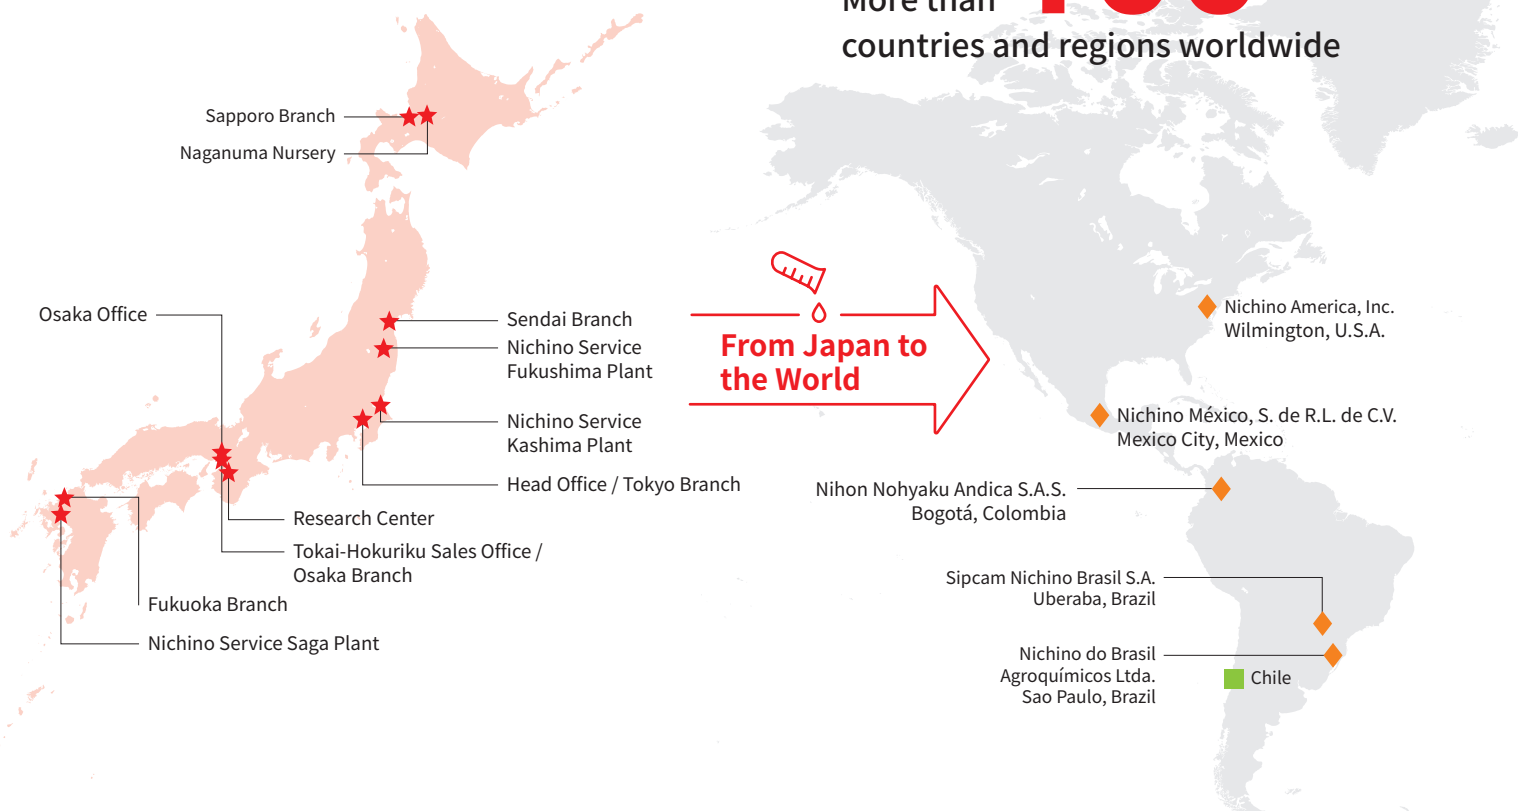 More than
countries and regions worldwide
Sapporo Branch
Naganuma Nursery
Osaka Office
Sendai Branch
Nichino Service
Fukushima Plant
Nichino Service
Kashima Plant
Head Office / Tokyo Branch
Research Center
Tokai-Hokuriku Sales Office /
Osaka Branch
Fukuoka Branch
Nichino Service Saga Plant
From Japan to
the World
Nichino America, Inc.
Wilmington, U.S.A.
Nichino México, S. de R.L. de C.V.
Mexico City, Mexico
Nihon Nohyaku Andica S.A.S.
Bogotá, Colombia
Sipcam Nichino Brasil S.A.
Uberaba, Brazil
Nichino do Brasil
Agroquímicos Ltda.
Sao Paulo, Brazil
Chile